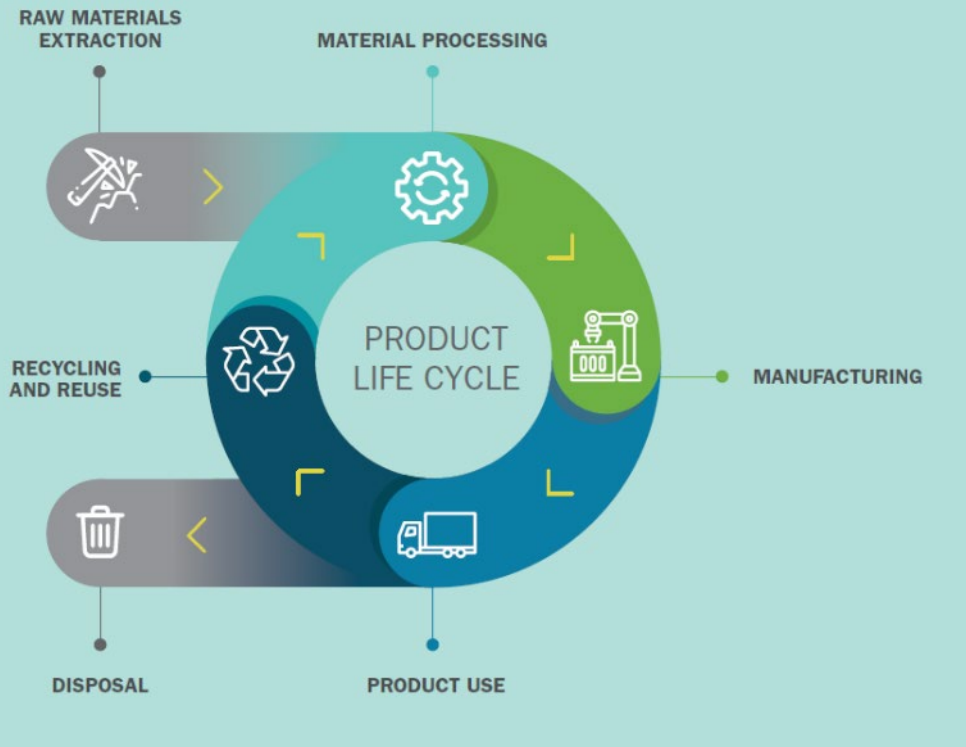 RAW MATERIALS
EXTRACTION
MATERIAL PROCESSING
PRODUCT
LIFE CYCLE
MANUFACTURING
RECYCLING
AND REUSE
DISPOSAL
PRODUCT USE